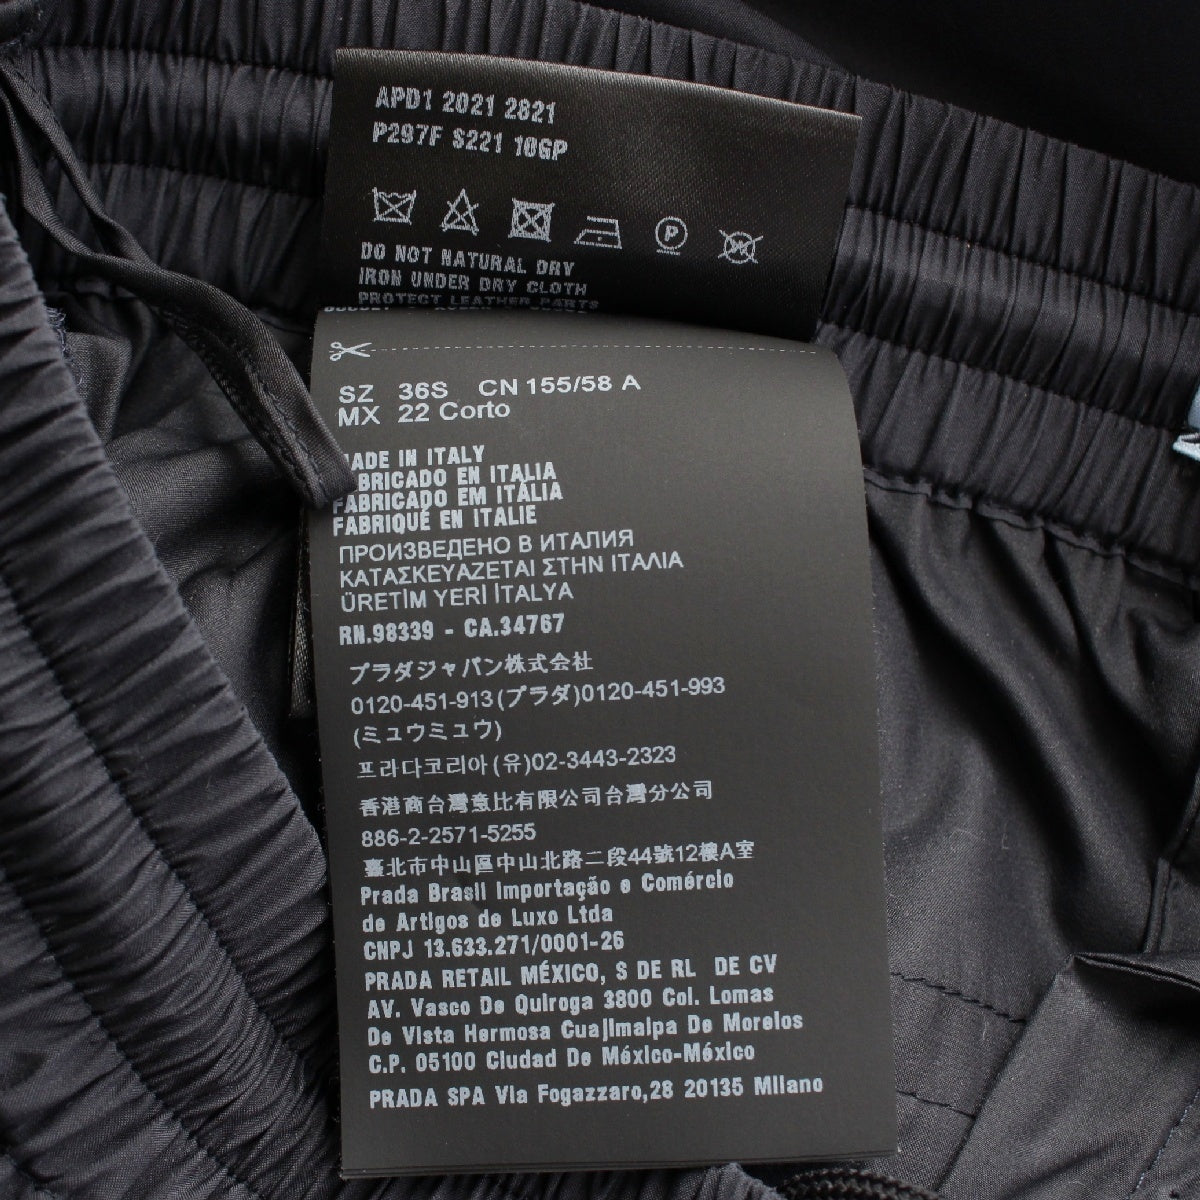 APD1 2021 2821
P297F S221 10GP
P
DO NOT NATURAL DRY
IRON UNDER DRY CLOTH
PROTECT LEATHER PARTS
SZ 36S CN 155/58 A
MX 22 Corto
ADE IN ITALY
BRICADO EN ITALIA
FABRICADO EM ITÁLIA
FABRIQUÉ EN ITALIE
ПРОИЗВЕДЕНО В ИТАЛИЯ
ΚΑΤΑΣΚΕΥΑΖΕΤΑΙ ΣΤΗΝ ΙΤΑΛΙΑ
ÜRETİM YERİ İTALYA
RN.98339 - CA.34767
プラダジャパン株式会社
0120-451-913(プラダ)0120-451-993
(ミュウミュウ)
프라다코리아(유)02-3443-2323
香港商台灣意比有限公司台灣分公司
886-2-2571-5255
臺北市中山區中山北路二段44號12樓A室
Prada Brasil Importação e Comércio
de Artigos de Luxo Ltda
CNPJ 13.633.271/0001-26
PRADA RETAIL MÉXICO, S DE RL DE CV
AV. Vasco De Quiroga 3800 Col. Lomas
De Vista Hermosa Cuajimalpa De Morelos
C.P. 05100 Ciudad De México-México
PRADA SPA Via Fogazzaro,28 20135 Milano